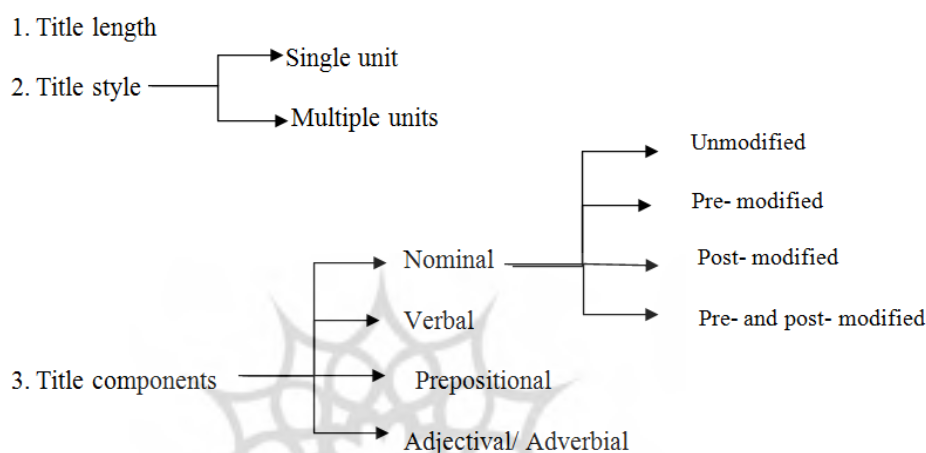 1. Title length
Single unit
2. Title style
Multiple units
Unmodified
Pre- modified
Nominal
Post- modified
Pre- and post- modified
Verbal
3. Title components
Prepositional
Adjectival/ Adverbial